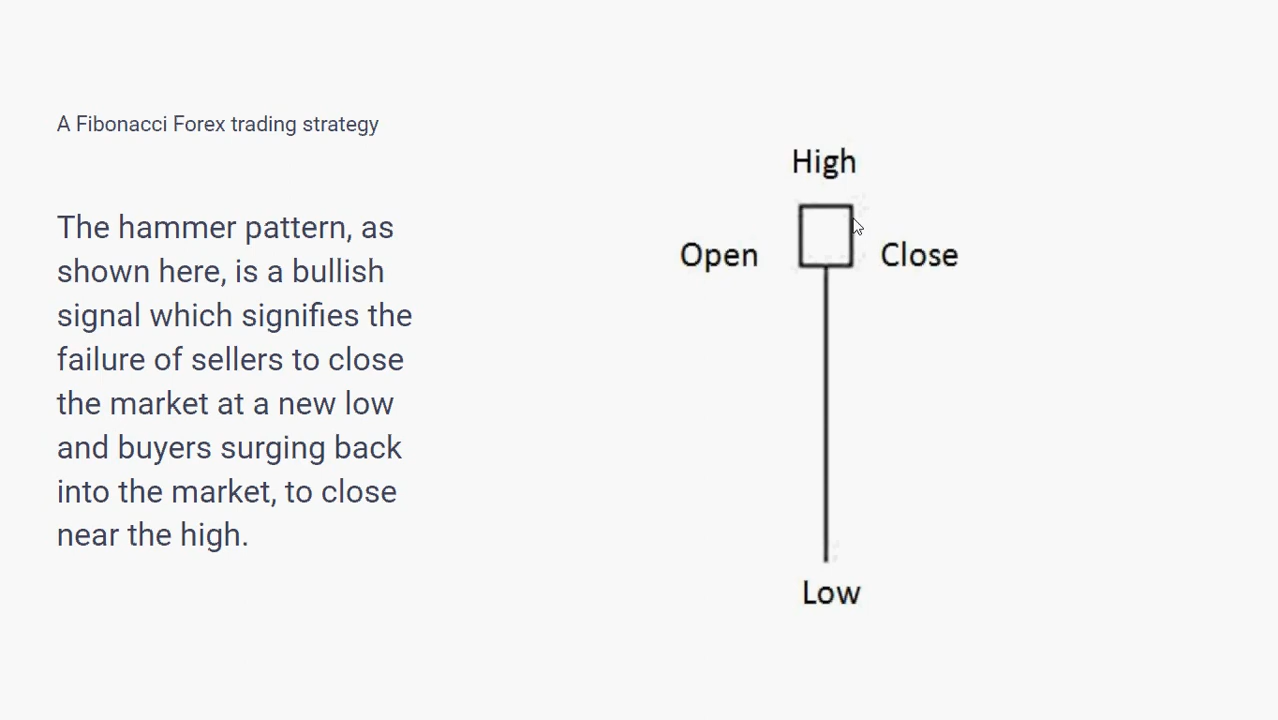 A Fibonacci Forex trading strategy
The hammer pattern, as
shown here, is a bullish
signal which signifies the
failure of sellers to close
the market at a new low
and buyers surging back
into the market, to close
near the high.
High
Open
Close
Low